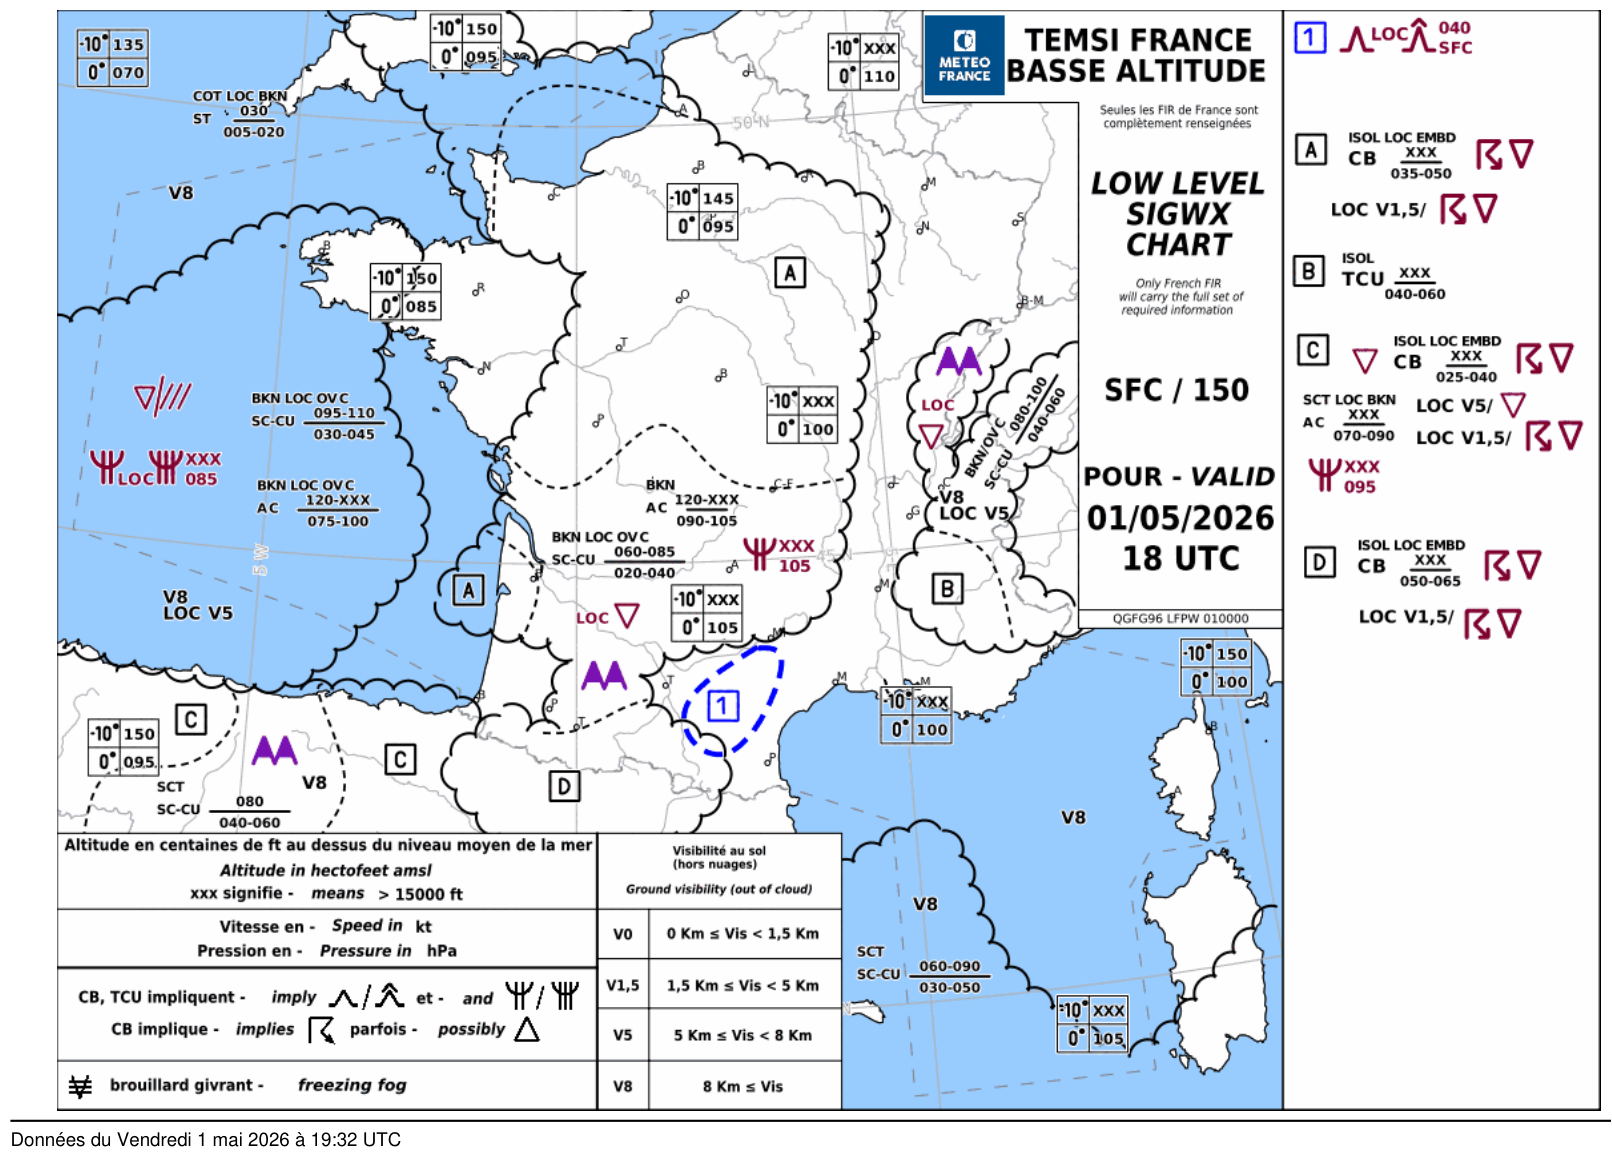 -10° 135
0° 070
-10° 150
0° 095
-10° XXX
0° 110
METEO
FRANCE
TEMSI FRANCE
BASSE ALTITUDE
Seules les FIR de France sont
complètement renseignées
LOW LEVEL
SIGWX
CHART
Only French FIR
will carry the full set of
required information
SFC / 150
POUR - VALID
01/05/2026
18 UTC
QGFG96 LFPW 010000
1 LOC 040
SFC
A ISOL LOC EMBD
CB XXX
035-050
LOC V1,5/
B ISOL
TCU XXX
040-060
C ISOL LOC EMBD
CB XXX
025-040
SCT LOC BKN
AC XXX
070-090
LOC V5/
LOC V1,5/
XXX
095
D ISOL LOC EMBD
CB XXX
050-065
LOC V1,5/
COT LOC BKN
ST 030
005-020
V8
50°N
-10° 145
0° 095
A
-10° 150
0° 085
BKN LOC OVC
SC-CU 095-110
030-045
LOC XXX
085
BKN LOC OVC
AC 120-XXX
075-100
5 W
V8
LOC V5
-10° XXX
0° 100
BKN
AC 120-XXX
090-105
BKN LOC OVC
SC-CU 060-085
020-040
XXX
105
45 N
A
LOC
-10° XXX
0° 105
LOC
BKN/OVC
SC-CU 080-100
040-060
V8
LOC V5
B
1
C
-10° 150
0° 095
SCT
SC-CU 080
040-060
V8
C
D
-10° XXX
0° 100
-10° 150
0° 100
V8
V8
SCT
SC-CU 060-090
030-050
-10° XXX
0° 105
Altitude en centaines de ft au dessus du niveau moyen de la mer
Altitude in hectofeet amsl
xxx signifie - means > 15000 ft
Vitesse en - Speed in kt
Pression en - Pressure in hPa
CB, TCU impliquent - imply / et - and /
CB implique - implies parfois - possibly
brouillard givrant - freezing fog
Visibilité au sol
(hors nuages)
Ground visibility (out of cloud)
V0 0 Km ≤ Vis < 1,5 Km
V1,5 1,5 Km ≤ Vis < 5 Km
V5 5 Km ≤ Vis < 8 Km
V8 8 Km ≤ Vis
Données du Vendredi 1 mai 2026 à 19:32 UTC